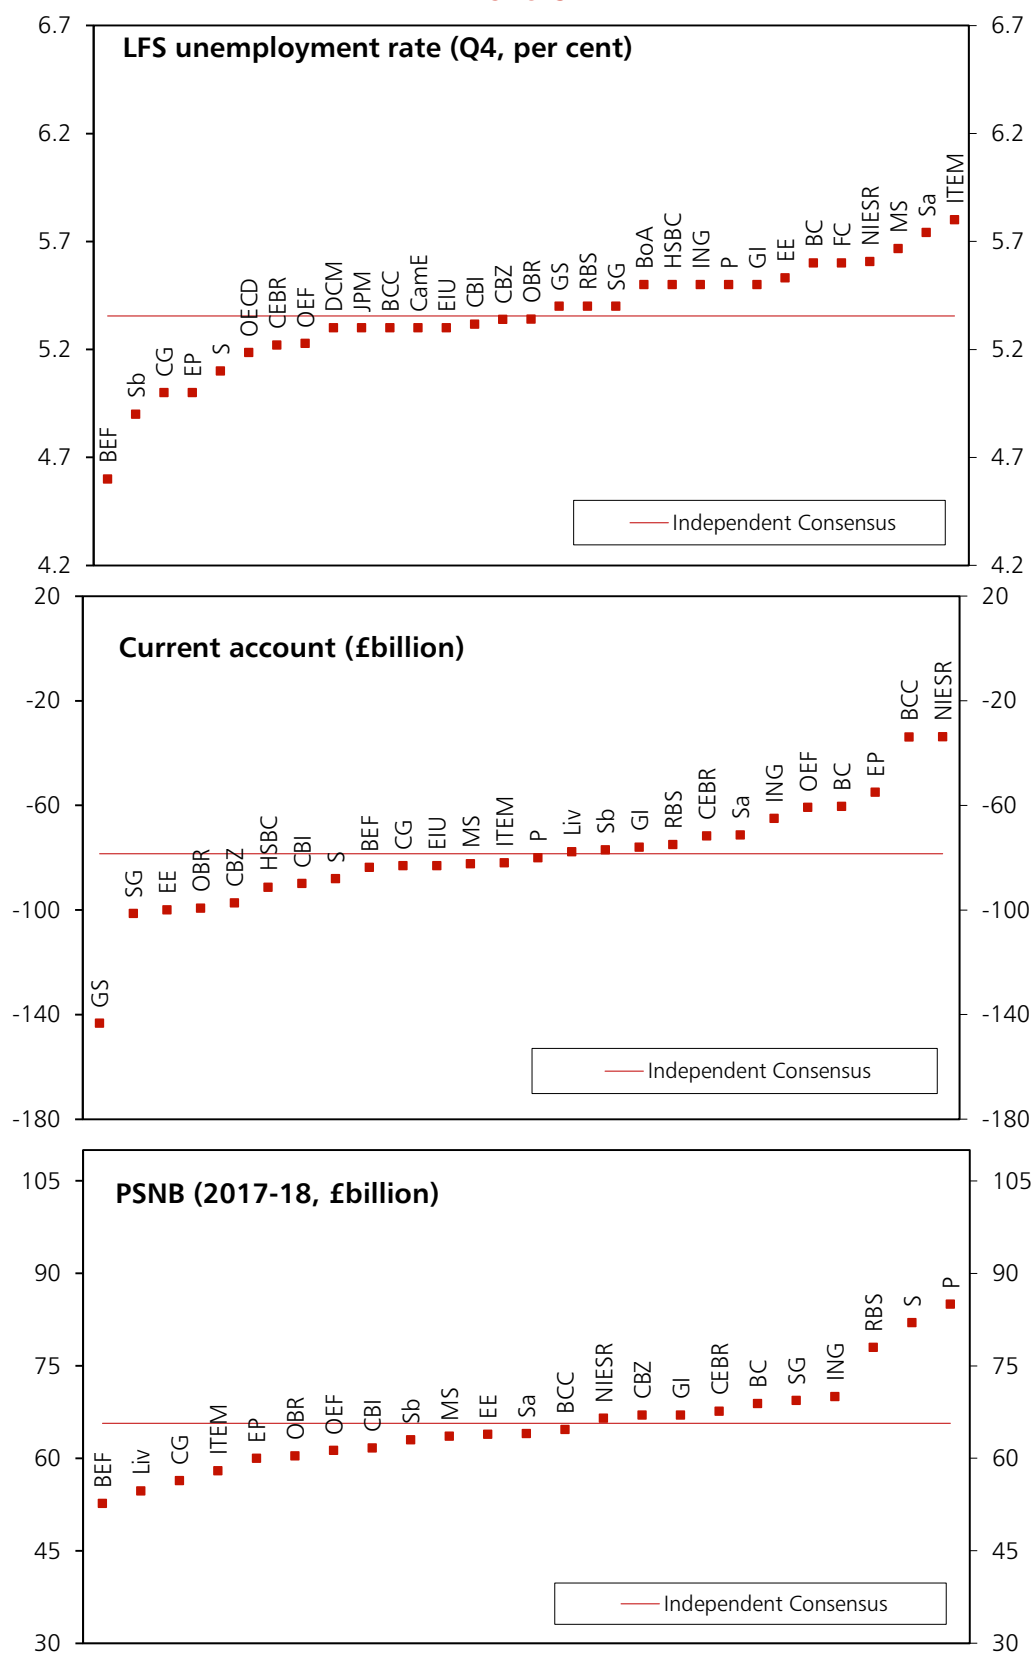 LFS unemployment rate (Q4, per cent)
6.7 6.7
6.2 6.2
5.7 5.7
5.2 5.2
4.7 4.7
4.2 4.2
BEF Sb CG EP S OECD CEBR OEF DCM JPM BCC CamE EIU CBI CBZ OBR GS RBS SG BoA HSBC ING P GI EE BC FC NIESR MS Sa ITEM
Independent Consensus
Current account (£billion)
20 20
-20 -20
-60 -60
-100 -100
-140 -140
-180 -180
GS SG EE OBR CBZ HSBC CBI S BEF CG EIU MS ITEM P Liv Sb GI RBS CEBR Sa ING OEF BC EP BCC NIESR
Independent Consensus
PSNB (2017-18, £billion)
105 105
90 90
75 75
60 60
45 45
30 30
BEF Liv CG ITEM EP OBR OEF CBI Sb MS EE Sa BCC NIESR CBZ GI CEBR BC SG ING RBS S P
Independent Consensus